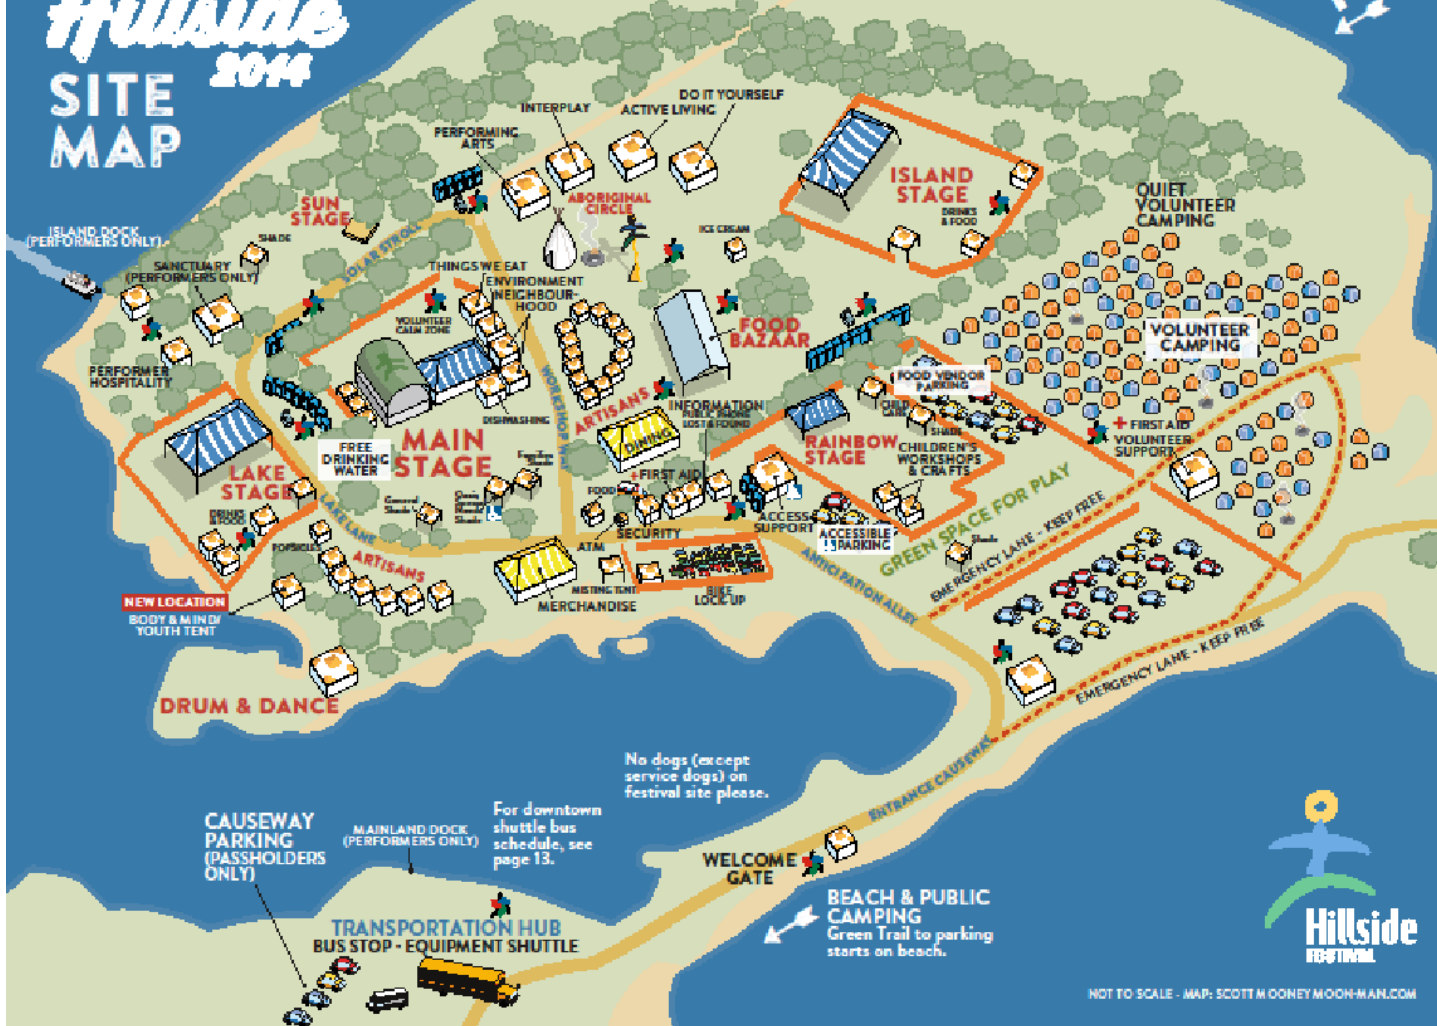 Hillside
2014
SITE
MAP
INTERPLAY
ACTIVE LIVING
DO IT YOURSELF
PERFORMING
ARTS
ABORIGINAL
CIRCLE
ISLAND
STAGE
DRINKS
& FOOD
QUIET
VOLUNTEER
CAMPING
SUN
STAGE
SHADE
SOLAR STROLL
ICE CREAM
ISLAND DOCK
(PERFORMERS ONLY)
SANCTUARY
(PERFORMERS ONLY)
THINGS WE EAT
ENVIRONMENT
NEIGHBOUR-
HOOD
VOLUNTEER
CALM ZONE
FOOD
BAZAAR
VOLUNTEER
CAMPING
PERFORMER
HOSPITALITY
FOOD VENDOR
PARKING
ARTISANS
INFORMATION
PUBLIC PHONE
LOST & FOUND
CHILD
CARE
SHADE
DISHWASHING
DINING
MAIN
STAGE
FREE
DRINKING
WATER
RAINBOW
STAGE
CHILDREN'S
WORKSHOPS
& CRAFTS
+ FIRST AID
VOLUNTEER
SUPPORT
LAKE
STAGE
+FIRST AID
GREEN SPACE FOR PLAY
DRINKS
& FOOD
LAKE LANE
ACCESS
SUPPORT
ACCESSIBLE
PARKING
SECURITY
ATM
POPSICLES
ARTISANS
Shade
EMERGENCY LANE - KEEP FREE
ANTICIPATION ALLEY
MISTING TENT
BIKE
LOCK-UP
MERCHANDISE
NEW LOCATION
BODY & MIND/
YOUTH TENT
EMERGENCY LANE - KEEP FREE
DRUM & DANCE
No dogs (except
service dogs) on
festival site please.
ENTRANCE CAUSEWAY
CAUSEWAY
PARKING
(PASSHOLDERS
ONLY)
MAINLAND DOCK
(PERFORMERS ONLY)
For downtown
shuttle bus
schedule, see
page 13.
WELCOME
GATE
BEACH & PUBLIC
CAMPING
Green Trail to parking
starts on beach.
TRANSPORTATION HUB
BUS STOP - EQUIPMENT SHUTTLE
Hillside
FESTIVAL
NOT TO SCALE - MAP: SCOTT MOONEY MOON-MAN.COM